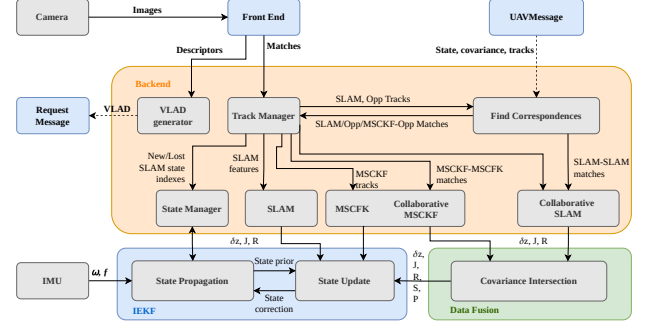 Camera
Images
Front End
UAVMessage
Descriptors
Matches
State, covariance, tracks
Backend
Request
Message
VLAD
VLAD
generator
Track Manager
SLAM, Opp Tracks
SLAM/Opp/MSCKF-Opp Matches
Find Correspondences
New/Lost
SLAM state
indexes
SLAM
features
MSCKF
tracks
MSCKF-MSCFK
matches
SLAM-SLAM
matches
State Manager
SLAM
MSCFK
Collaborative
MSCKF
Collaborative
SLAM
δz, J, R
δz, J, R
IMU
ω, f
State Propagation
State prior
State
correction
State Update
δz,
J,
R,
S,
P
Covariance Intersection
IEKF
Data Fusion